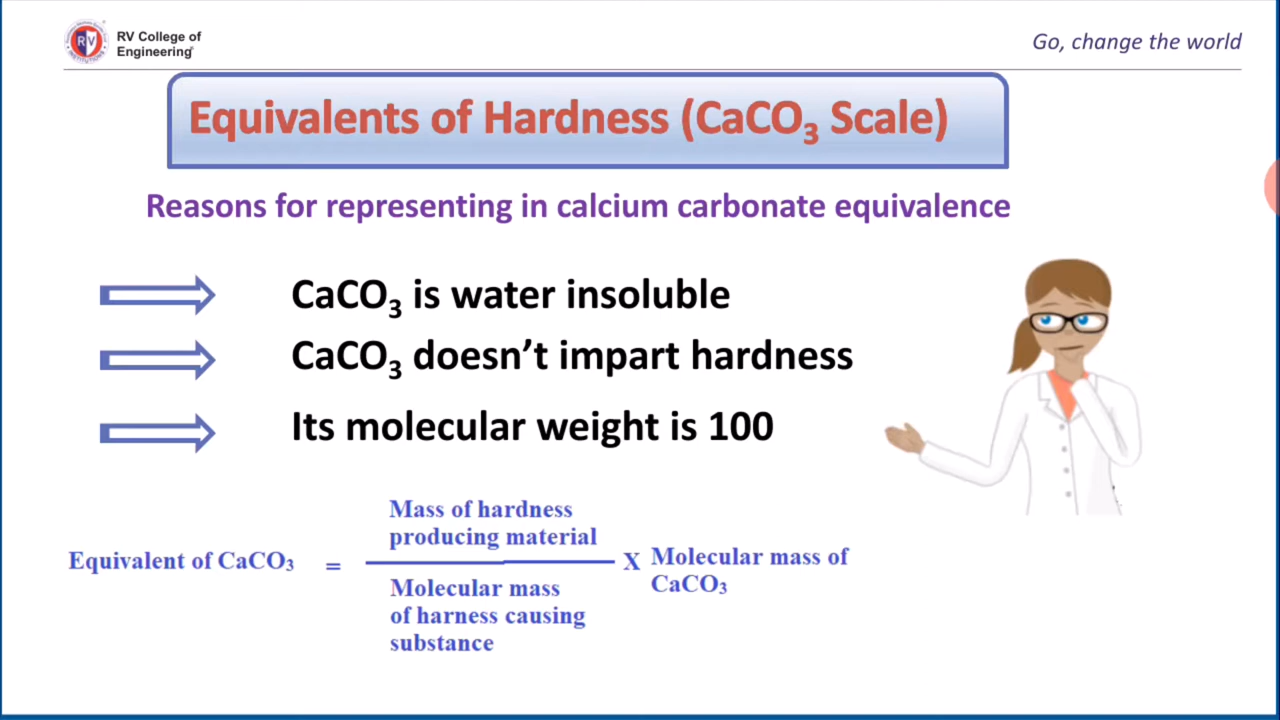 RV College of
Engineering
Go, change the world
Equivalents of Hardness (CaCO₃ Scale)
Reasons for representing in calcium carbonate equivalence
CaCO₃ is water insoluble
CaCO₃ doesn’t impart hardness
Its molecular weight is 100
Mass of hardness
producing material
Equivalent of CaCO₃ = X Molecular mass of
CaCO₃
Molecular mass
of harness causing
substance